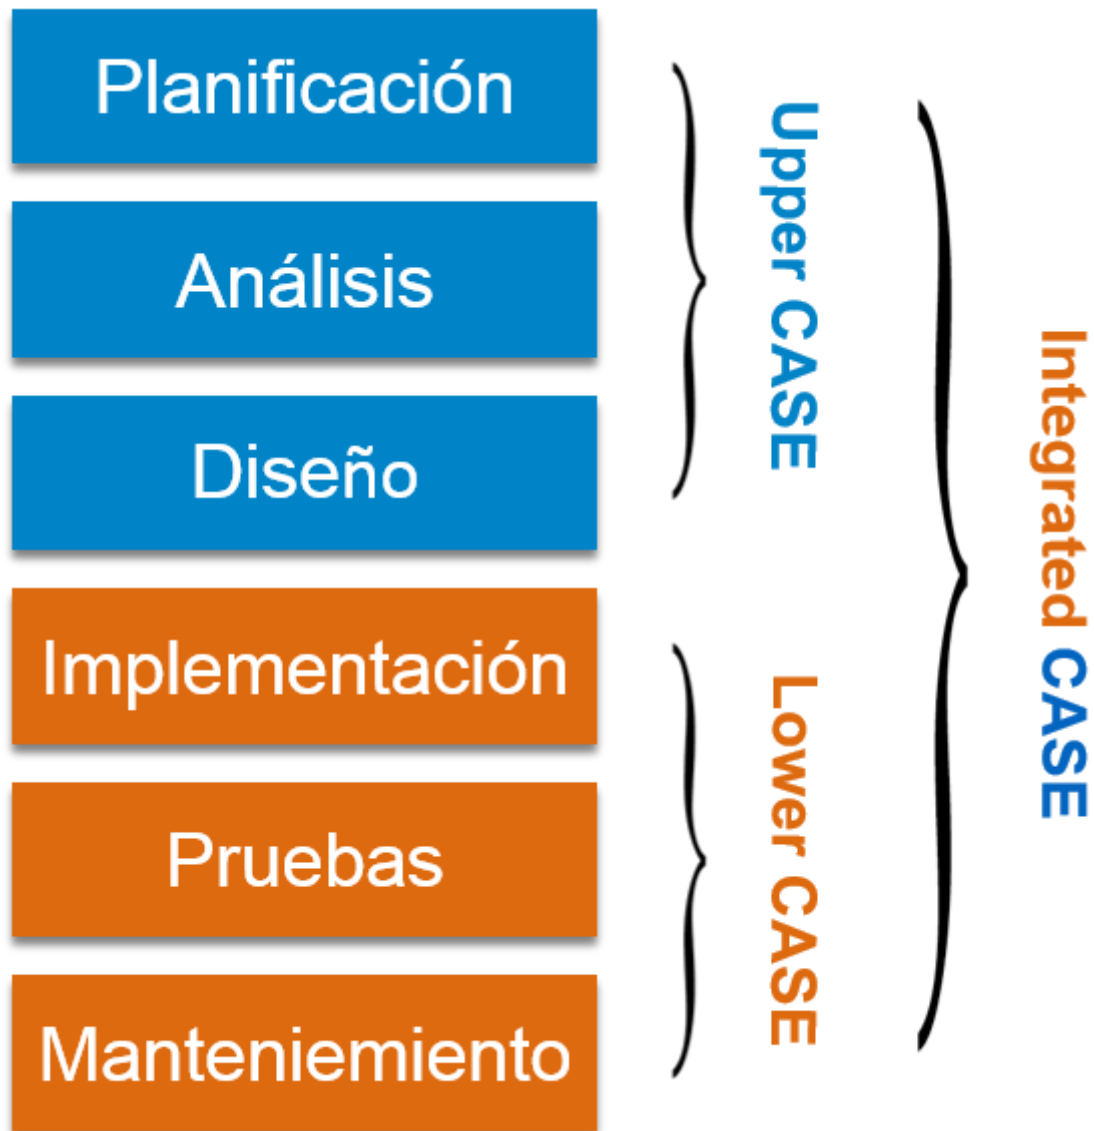 Planificación
Análisis
Diseño
Implementación
Pruebas
Manteniemiento
Upper CASE
Lower CASE
Integrated CASE